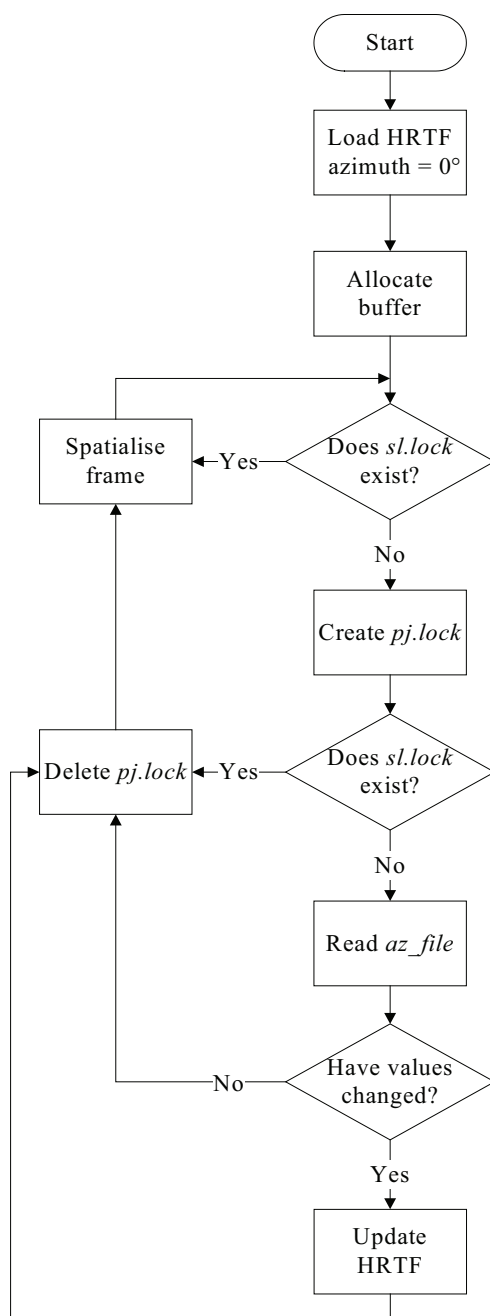 Start
Load HRTF
azimuth = 0°
Allocate
buffer
Spatialise
frame
Yes
Does sl.lock
exist?
No
Create pj.lock
Delete pj.lock
Yes
Does sl.lock
exist?
No
Read az_file
No
Have values
changed?
Yes
Update
HRTF